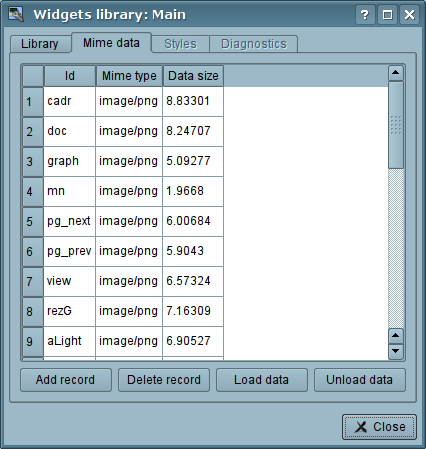 Widgets library: Main
Library Mime data Styles Diagnostics
Id Mime type Data size
1 cadr image/png 8.83301
2 doc image/png 8.24707
3 graph image/png 5.09277
4 mn image/png 1.9668
5 pg_next image/png 6.00684
6 pg_prev image/png 5.9043
7 view image/png 6.57324
8 rezG image/png 7.16309
9 aLight image/png 6.90527
Add record Delete record Load data Unload data
Close